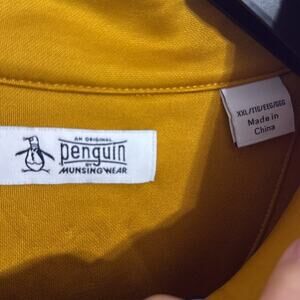 AN ORIGINAL
penguin
BY
MUNSINGWEAR
XXL/TTG/EEG/GGG
Made in
China